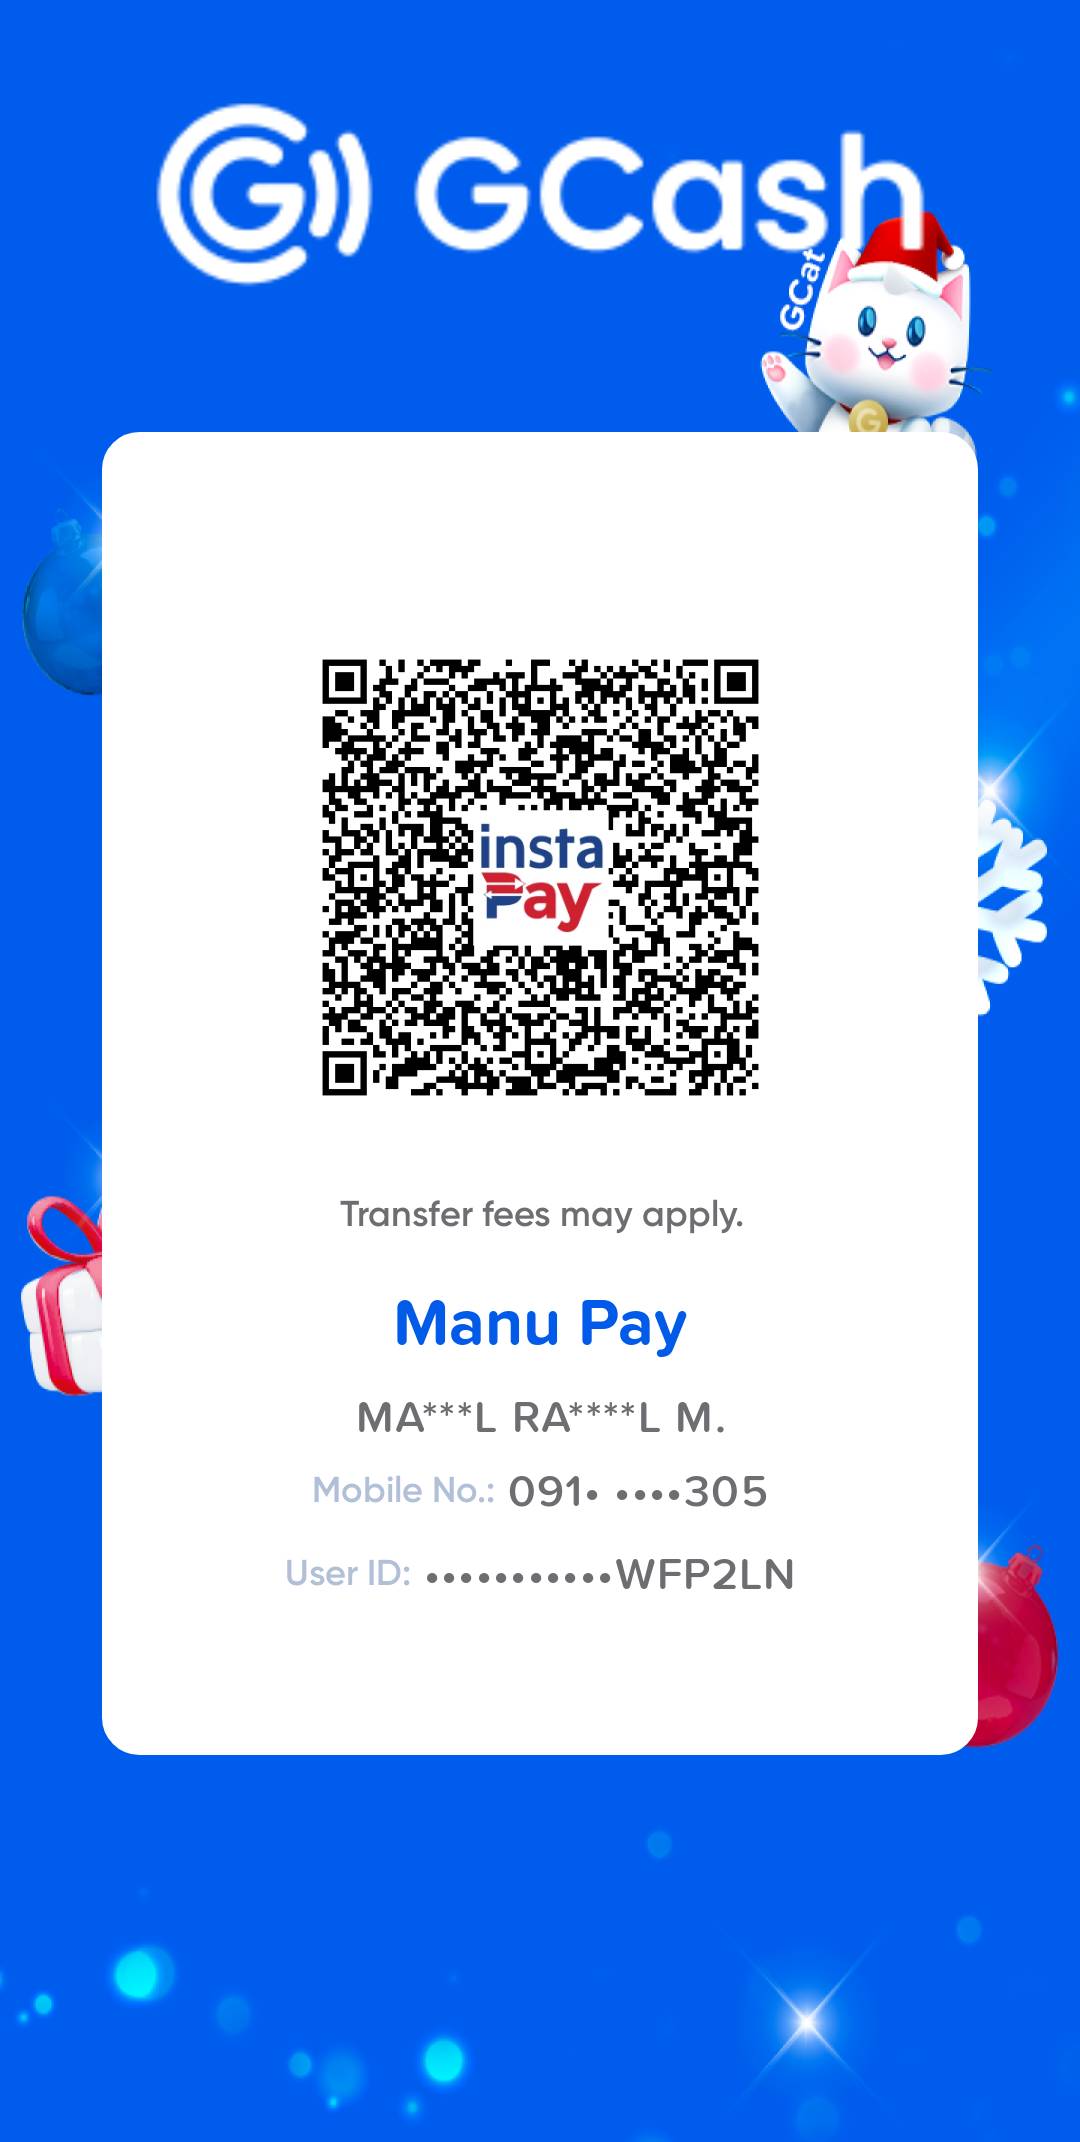 GCash
GCat
G
insta
Pay
Transfer fees may apply.
Manu Pay
MA***L RA****L M.
Mobile No.: 091• ••••305
User ID: •••••••••••WFP2LN